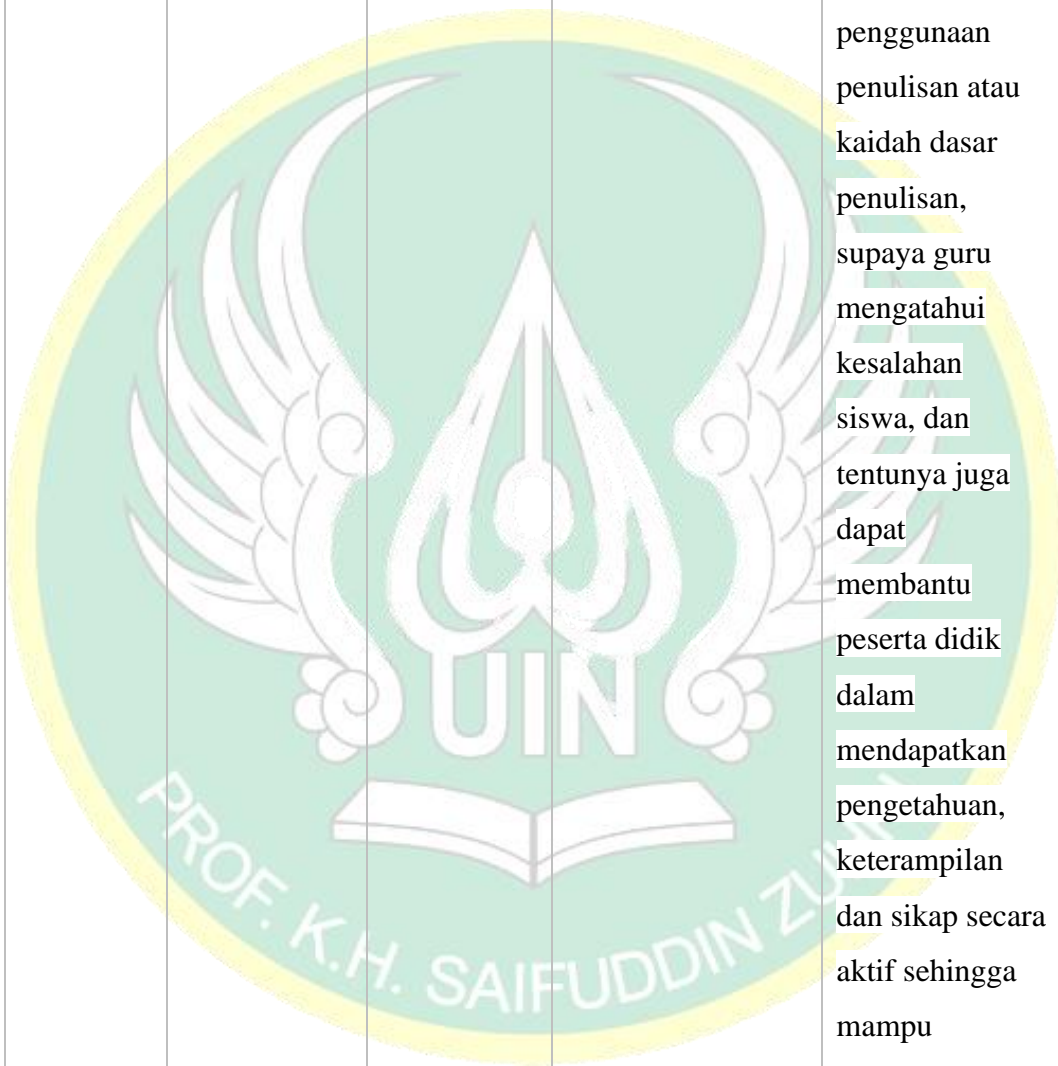 penggunaan
penulisan atau
kaidah dasar
penulisan,
supaya guru
mengatahui
kesalahan
siswa, dan
tentunya juga
dapat
membantu
peserta didik
dalam
mendapatkan
pengetahuan,
keterampilan
dan sikap secara
aktif sehingga
mampu
UIN
PROF. K.H. SAIFUDDIN